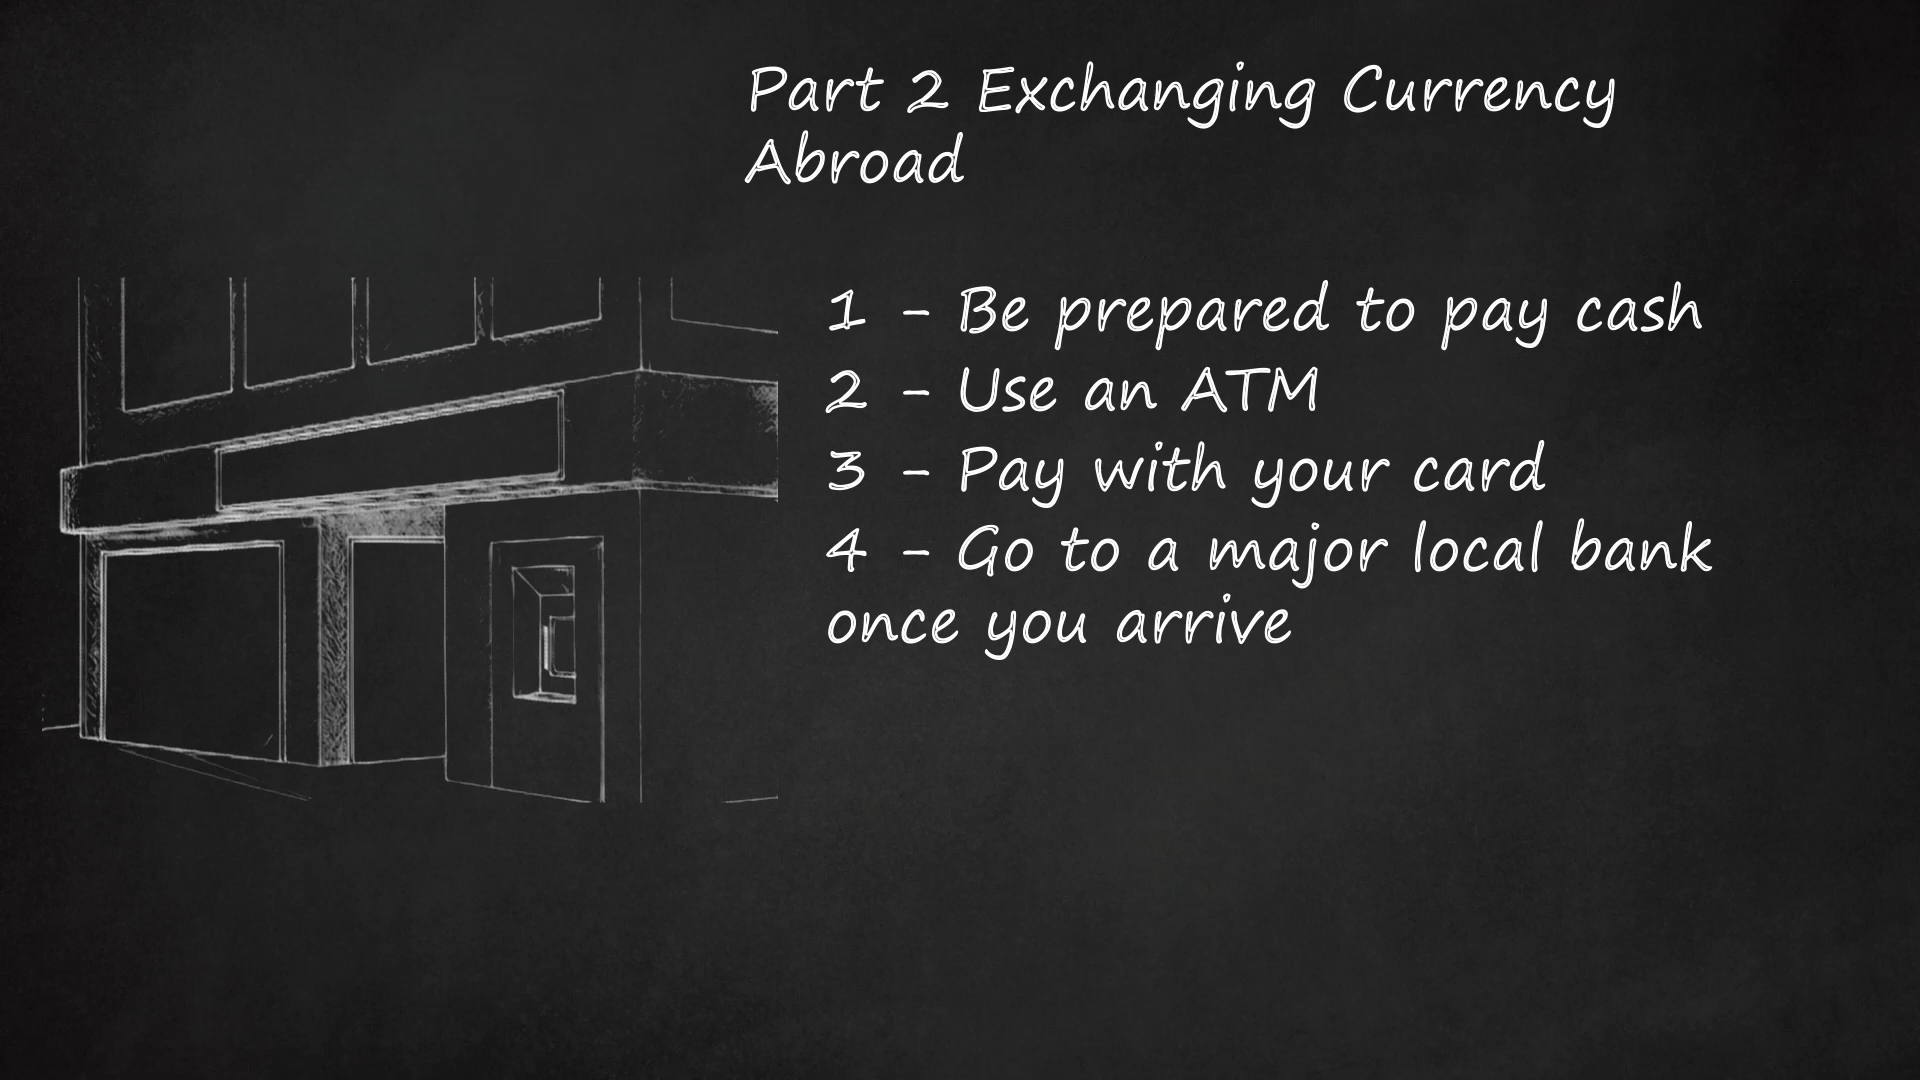 Part 2 Exchanging Currency
Abroad
1 - Be prepared to pay cash
2 - Use an ATM
3 - Pay with your card
4 - Go to a major local bank
once you arrive